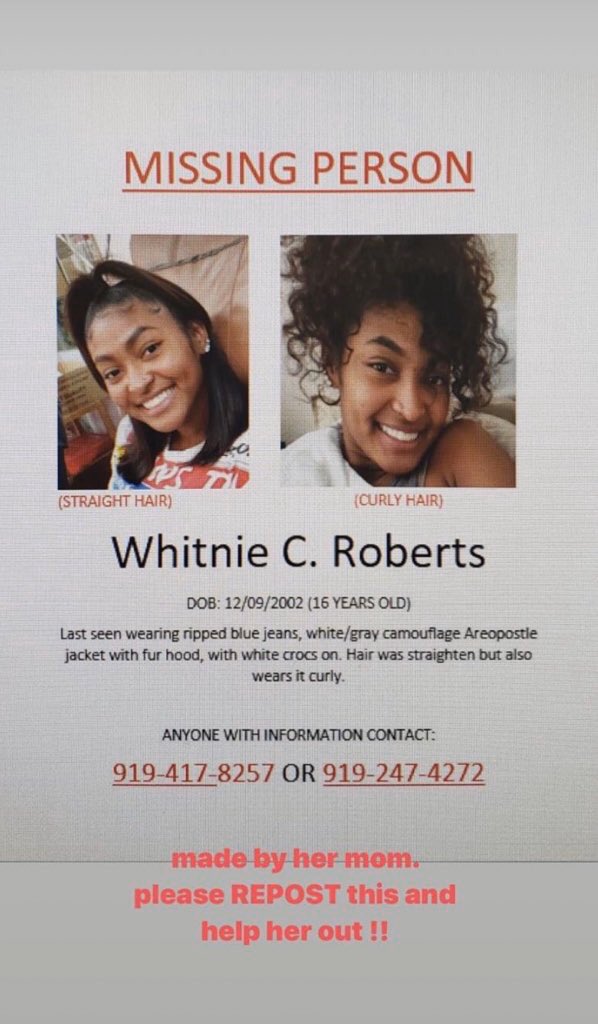 MISSING PERSON
(STRAIGHT HAIR)
(CURLY HAIR)
Whitnie C. Roberts
DOB: 12/09/2002 (16 YEARS OLD)
Last seen wearing ripped blue jeans, white/gray camouflage Areopostle
jacket with fur hood, with white crocs on. Hair was straighten but also
wears it curly.
ANYONE WITH INFORMATION CONTACT:
919-417-8257 OR 919-247-4272
made by her mom.
please REPOST this and
help her out !!